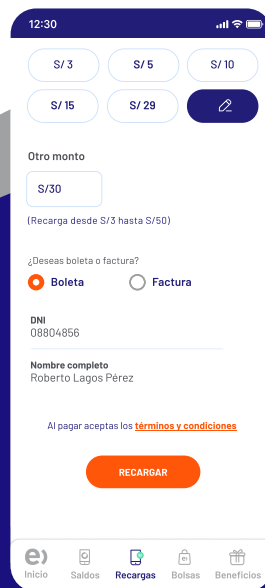 12:30
S/ 3 S/ 5 S/ 10
S/ 15 S/ 29
Otro monto
S/30
(Recarga desde S/3 hasta S/50)
¿Deseas boleta o factura?
Boleta Factura
DNI
08804856
Nombre completo
Roberto Lagos Pérez
Al pagar aceptas los términos y condiciones
RECARGAR
e)
Inicio Saldos Recargas Bolsas Beneficios